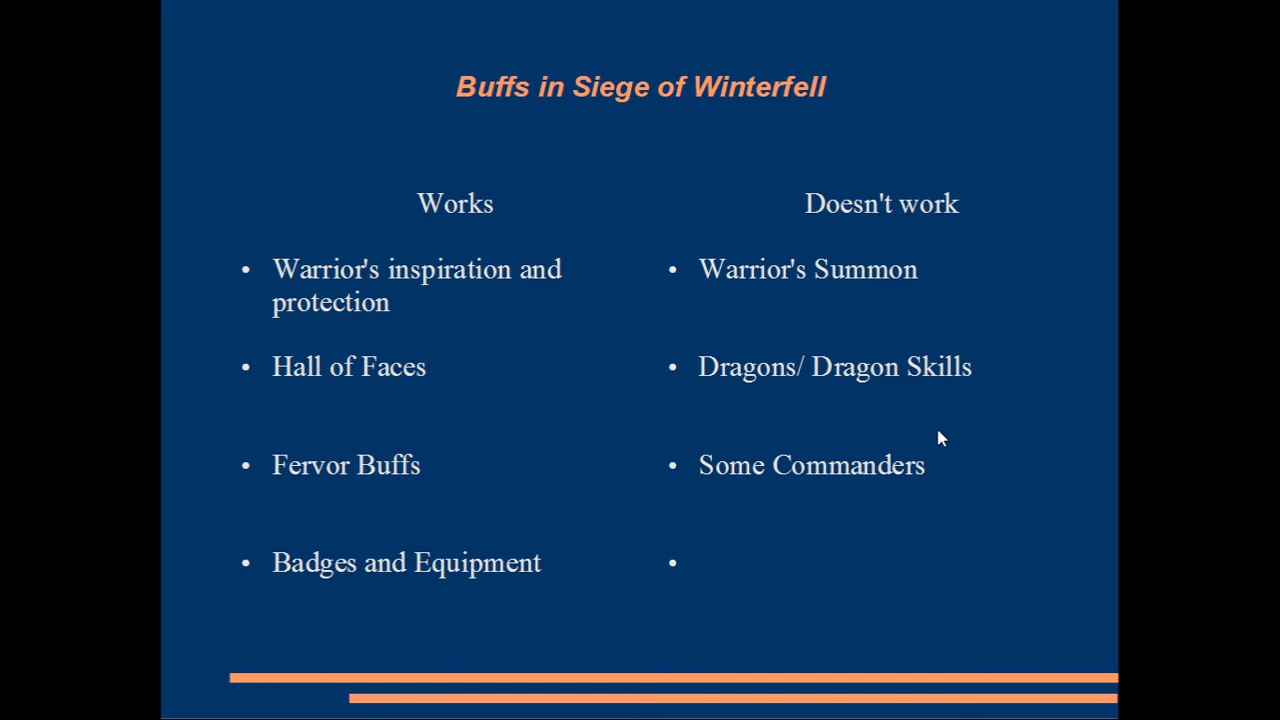 Buffs in Siege of Winterfell
Works
Doesn't work
• Warrior's inspiration and
protection
• Warrior's Summon
• Hall of Faces
• Dragons/ Dragon Skills
• Fervor Buffs
• Some Commanders
• Badges and Equipment
•